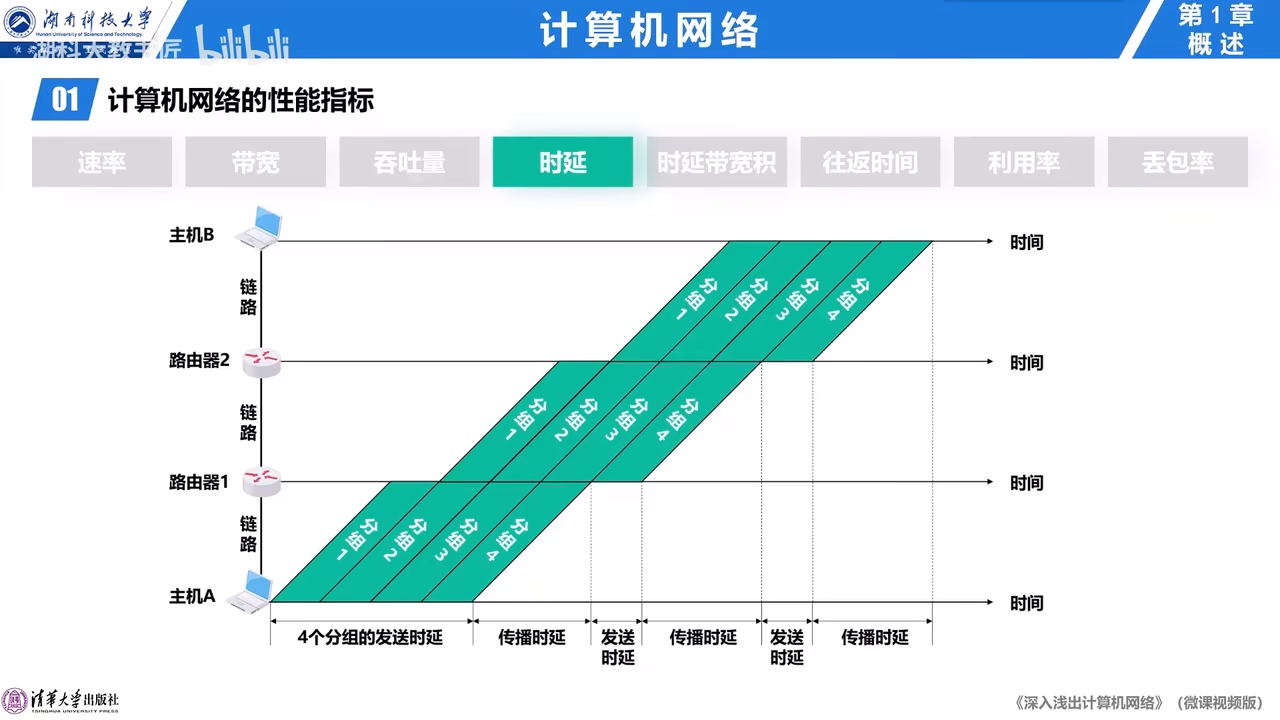 湖南科技大学
Hunan University of Science and Technology
湖科大教书匠 bilibili
计算机网络
第 1 章
概 述
01 计算机网络的性能指标
速率 带宽 吞吐量 时延 时延带宽积 往返时间 利用率 丢包率
主机B
时间
链路
分组1 分组2 分组3 分组4
路由器2
时间
链路
分组1 分组2 分组3 分组4
路由器1
时间
链路
分组1 分组2 分组3 分组4
主机A
时间
4个分组的发送时延 传播时延 发送时延 传播时延 发送时延 传播时延
清华大学出版社
TSINGHUA UNIVERSITY PRESS
《深入浅出计算机网络》（微课视频版）